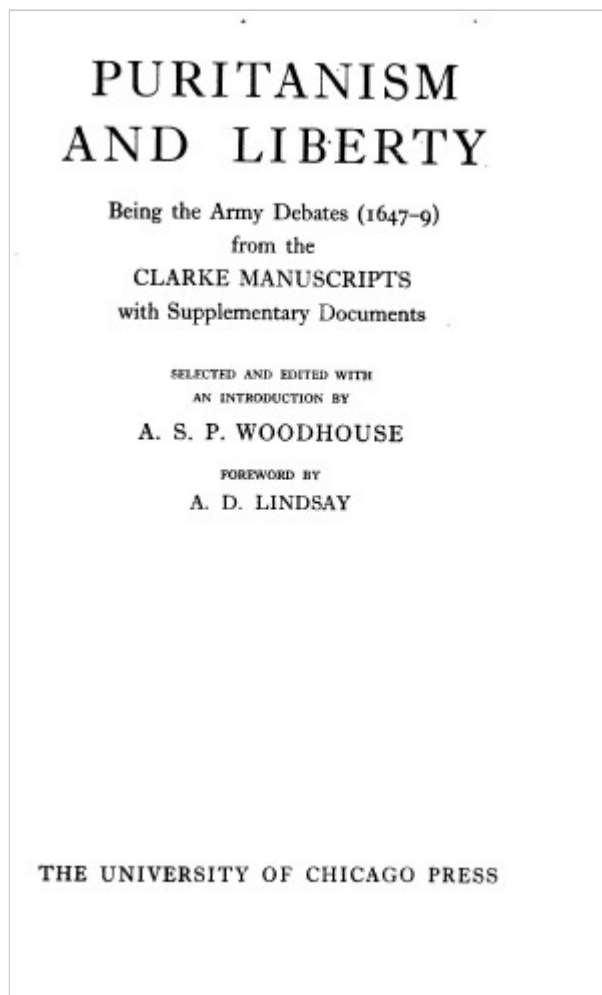 PURITANISM
AND LIBERTY
Being the Army Debates (1647–9)
from the
CLARKE MANUSCRIPTS
with Supplementary Documents
SELECTED AND EDITED WITH
AN INTRODUCTION BY
A. S. P. WOODHOUSE
FOREWORD BY
A. D. LINDSAY
THE UNIVERSITY OF CHICAGO PRESS